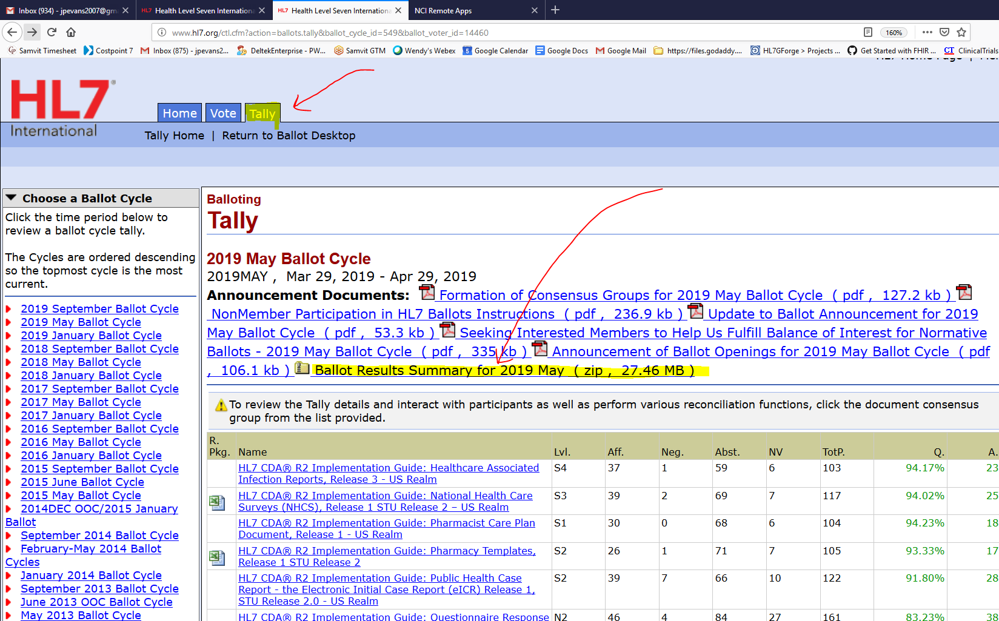 Inbox (934) - jpevans2007@gm
HL7 Health Level Seven Internationa
HL7 Health Level Seven Internationa
NCI Remote Apps
www.hl7.org/ctl.cfm?action=ballots.tally&ballot_cycle_id=549&ballot_voter_id=14460
160%
Samvit Timesheet
Costpoint 7
Inbox (875) - jpevans2...
DeltekEnterprise - PW...
Samvit GTM
Wendy's Webex
5 Google Calendar
Google Docs
Google Mail
https://files.godaddy....
HL7GForge > Projects ...
Get Started with FHIR ...
CT ClinicalTrials
HL7 Home Page |
HL7®
International
Home
Vote
Tally
Tally Home | Return to Ballot Desktop
Choose a Ballot Cycle
Click the time period below to
review a ballot cycle tally.
The Cycles are ordered descending
so the topmost cycle is the most
current.
2019 September Ballot Cycle
2019 May Ballot Cycle
2019 January Ballot Cycle
2018 September Ballot Cycle
2018 May Ballot Cycle
2018 January Ballot Cycle
2017 September Ballot Cycle
2017 May Ballot Cycle
2017 January Ballot Cycle
2016 September Ballot Cycle
2016 May Ballot Cycle
2016 January Ballot Cycle
2015 September Ballot Cycle
2015 June Ballot Cycle
2015 May Ballot Cycle
2014DEC OOC/2015 January
Ballot
September 2014 Ballot Cycle
February-May 2014 Ballot
Cycles
January 2014 Ballot Cycle
September 2013 Ballot Cycle
June 2013 OOC Ballot Cycle
May 2013 Ballot Cycle
Balloting
Tally
2019 May Ballot Cycle
2019MAY , Mar 29, 2019 - Apr 29, 2019
Announcement Documents: Formation of Consensus Groups for 2019 May Ballot Cycle ( pdf , 127.2 kb )
NonMember Participation in HL7 Ballots Instructions ( pdf , 236.9 kb ) Update to Ballot Announcement for 2019
May Ballot Cycle ( pdf , 53.3 kb ) Seeking Interested Members to Help Us Fulfill Balance of Interest for Normative
Ballots - 2019 May Ballot Cycle ( pdf , 335 kb ) Announcement of Ballot Openings for 2019 May Ballot Cycle ( pdf
, 106.1 kb ) Ballot Results Summary for 2019 May ( zip , 27.46 MB )
To review the Tally details and interact with participants as well as perform various reconciliation functions, click the document consensus
group from the list provided.
R.
Pkg. Name Lvl. Aff. Neg. Abst. NV TotP. Q. A.
HL7 CDA® R2 Implementation Guide: Healthcare Associated S4 37 1 59 6 103 94.17% 23
Infection Reports, Release 3 - US Realm
HL7 CDA® R2 Implementation Guide: National Health Care S3 39 2 69 7 117 94.02% 25
Surveys (NHCS), Release 1 STU Release 2 – US Realm
HL7 CDA® R2 Implementation Guide: Pharmacist Care Plan S1 30 0 68 6 104 94.23% 18
Document, Release 1 - US Realm
HL7 CDA® R2 Implementation Guide: Pharmacy Templates, S2 26 1 71 7 105 93.33% 17
Release 1 STU Release 2
HL7 CDA® R2 Implementation Guide: Public Health Case S2 39 7 66 10 122 91.80% 28
Report - the Electronic Initial Case Report (eICR) Release 1,
STU Release 2.0 - US Realm
HL7 CDA® R2 Implementation Guide: Questionnaire Response N2 46 4 84 27 161 83.23% 38